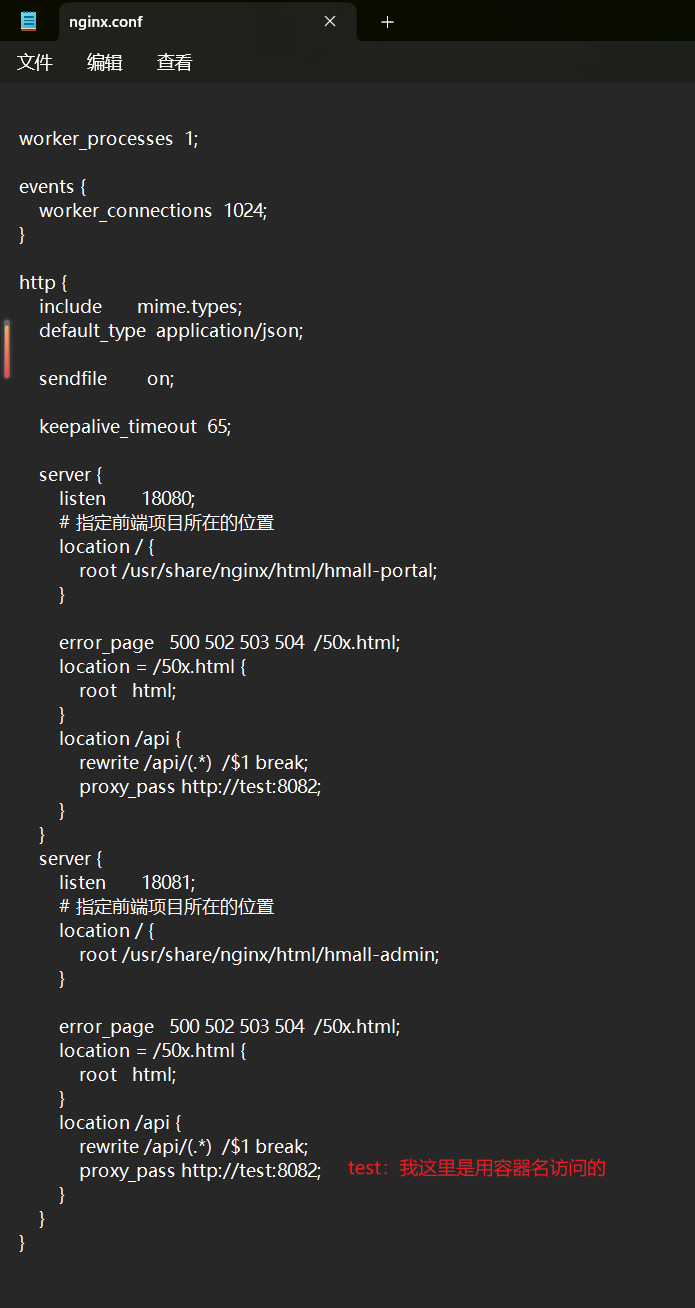 nginx.conf
文件 编辑 查看
worker_processes  1;
events {
    worker_connections  1024;
}
http {
    include       mime.types;
    default_type  application/json;
    sendfile        on;
    keepalive_timeout  65;
    server {
        listen       18080;
        # 指定前端项目所在的位置
        location / {
            root /usr/share/nginx/html/hmall-portal;
        }
        error_page   500 502 503 504  /50x.html;
        location = /50x.html {
            root   html;
        }
        location /api {
            rewrite /api/(.*)  /$1 break;
            proxy_pass http://test:8082;
        }
    }
    server {
        listen       18081;
        # 指定前端项目所在的位置
        location / {
            root /usr/share/nginx/html/hmall-admin;
        }
        error_page   500 502 503 504  /50x.html;
        location = /50x.html {
            root   html;
        }
        location /api {
            rewrite /api/(.*)  /$1 break;
            proxy_pass http://test:8082; test：我这里是用容器名访问的
        }
    }
}